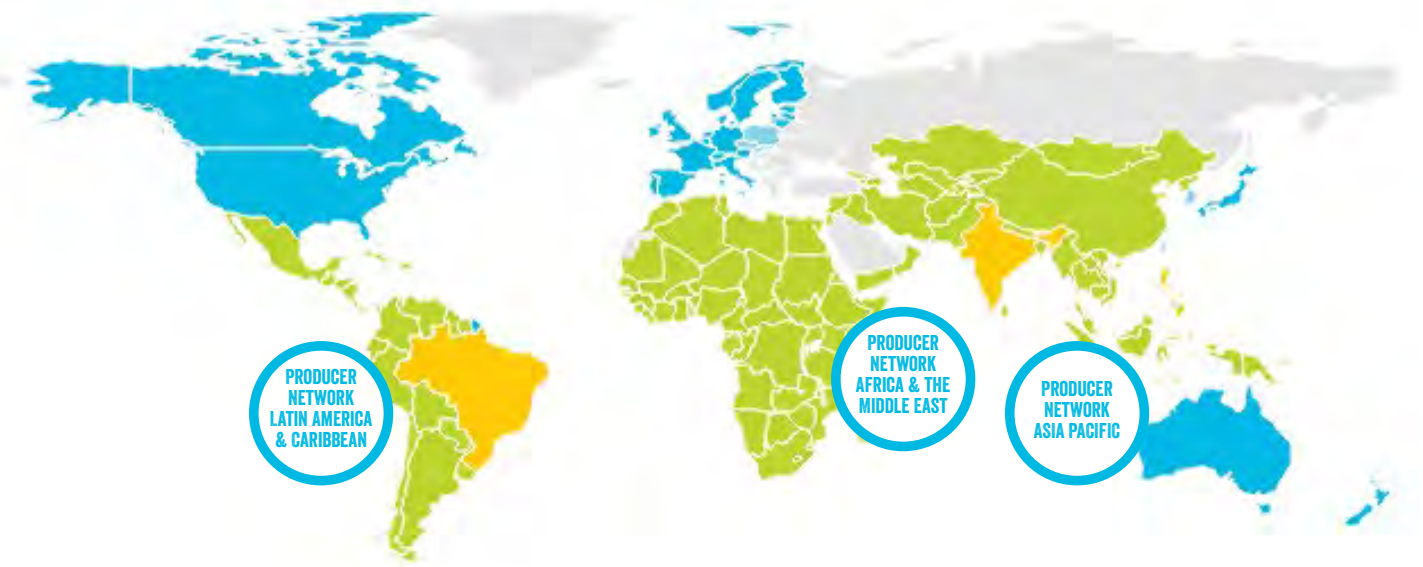 PRODUCER
NETWORK
LATIN AMERICA
& CARIBBEAN
PRODUCER
NETWORK
AFRICA & THE
MIDDLE EAST
PRODUCER
NETWORK
ASIA PACIFIC